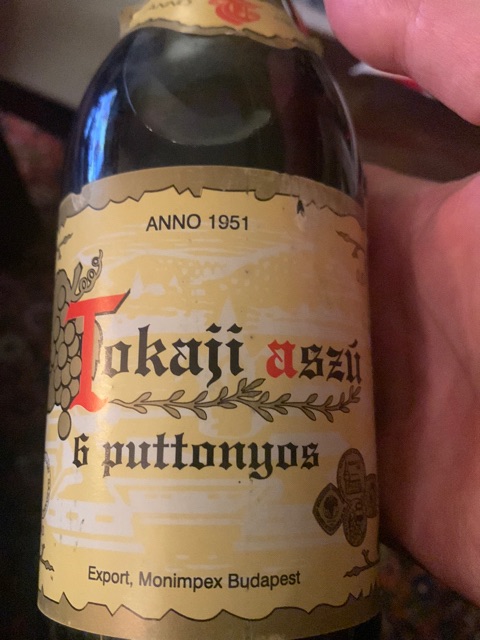 ANNO 1951
Tokaji aszú
6 puttonyos
Export, Monimpex Budapest